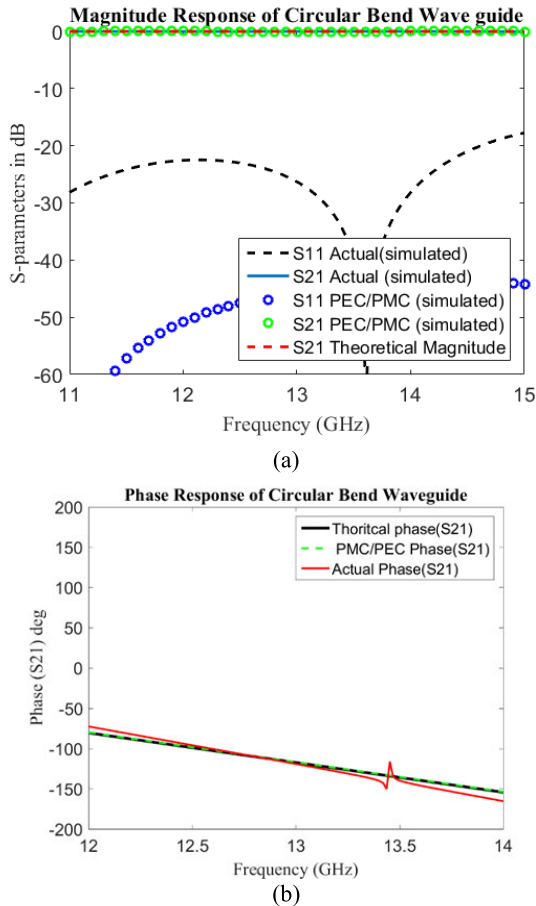 Magnitude Response of Circular Bend Wave guide
0
-10
-20
-30
-40
-50
-60
S-parameters in dB
S11 Actual(simulated)
S21 Actual (simulated)
S11 PEC/PMC (simulated)
S21 PEC/PMC (simulated)
S21 Theoretical Magnitude
11 12 13 14 15
Frequency (GHz)
(a)
Phase Response of Circular Bend Waveguide
200
150
100
50
0
-50
-100
-150
-200
Phase (S21) deg
Thoritcal phase(S21)
PMC/PEC Phase(S21)
Actual Phase(S21)
12 12.5 13 13.5 14
Frequency (GHz)
(b)